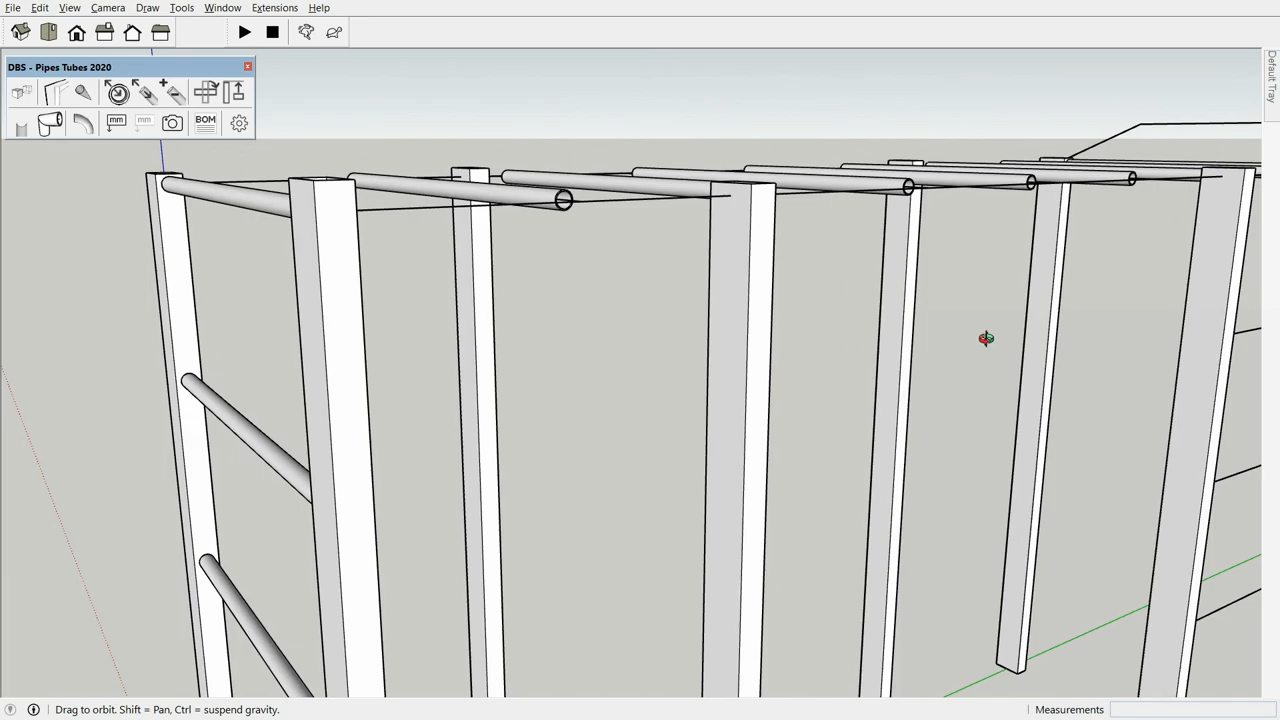 File Edit View Camera Draw Tools Window Extensions Help
DBS - Pipes Tubes 2020
mm mm BOM
Default Tray
Drag to orbit. Shift = Pan, Ctrl = suspend gravity.
Measurements